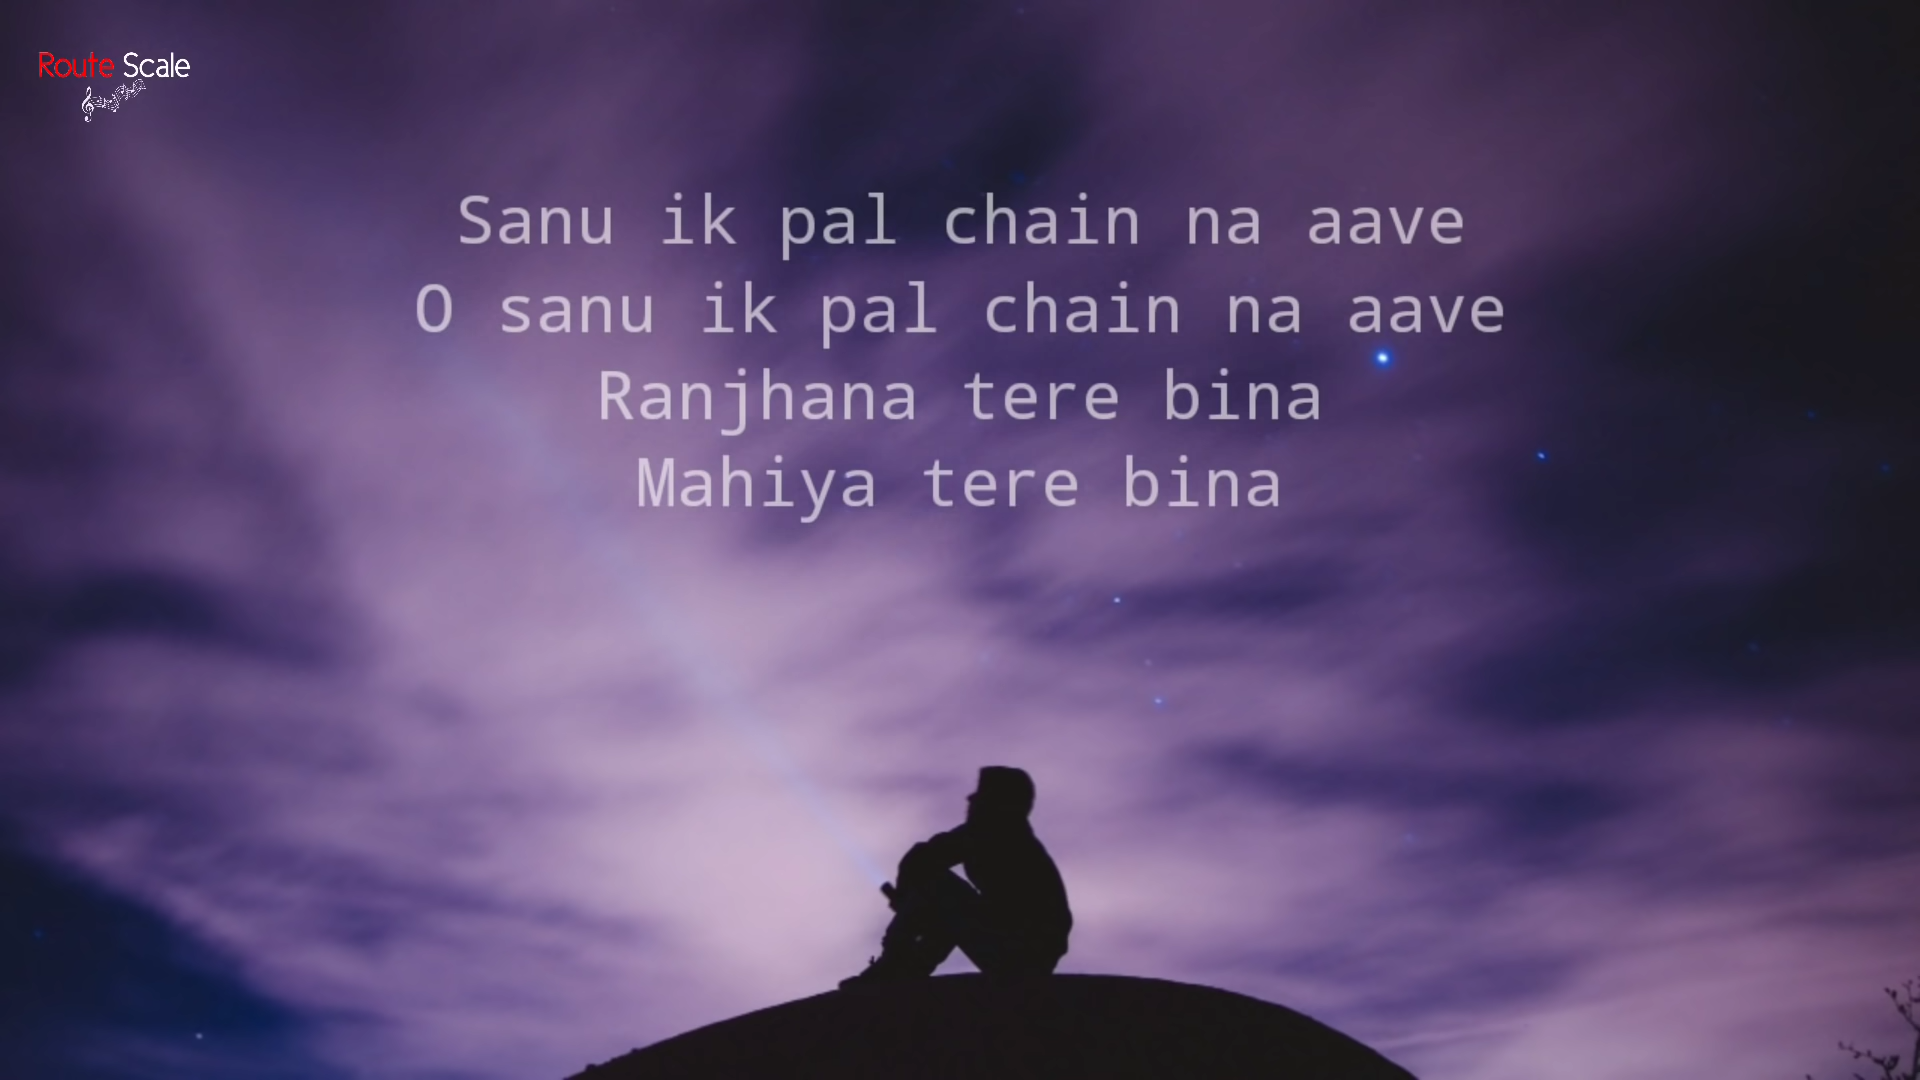 Route Scale
Sanu ik pal chain na aave
O sanu ik pal chain na aave
Ranjhana tere bina
Mahiya tere bina